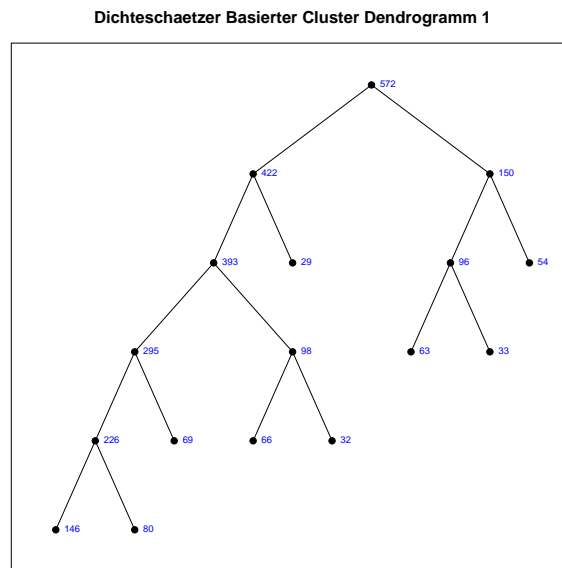 Dichteschaetzer Basierter Cluster Dendrogramm 1
572
422 150
393 29 96 54
295 98 63 33
226 69 66 32
146 80